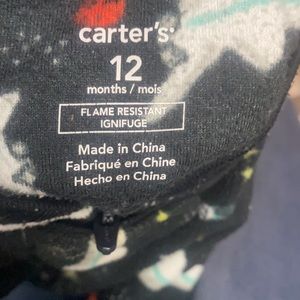 carter's
12
months / mois
FLAME RESISTANT
IGNIFUGE
Made in China
Fabriqué en Chine
Hecho en China